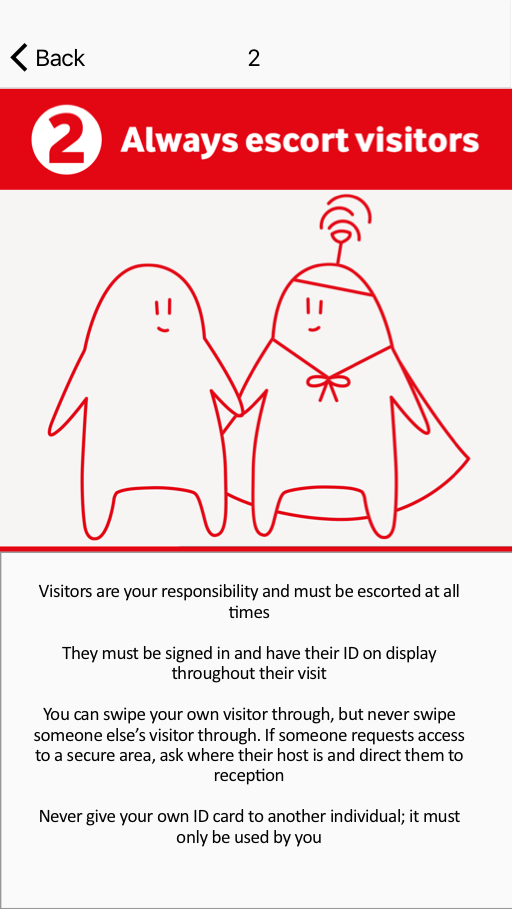 Back
2
2 Always escort visitors
Visitors are your responsibility and must be escorted at all
times
They must be signed in and have their ID on display
throughout their visit
You can swipe your own visitor through, but never swipe
someone else’s visitor through. If someone requests access
to a secure area, ask where their host is and direct them to
reception
Never give your own ID card to another individual; it must
only be used by you